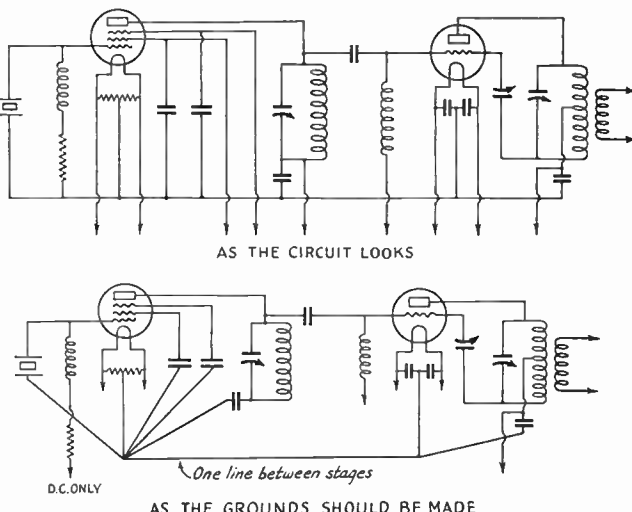 AS THE CIRCUIT LOOKS
One line between stages
D.C. ONLY
AS THE GROUNDS SHOULD BE MADE